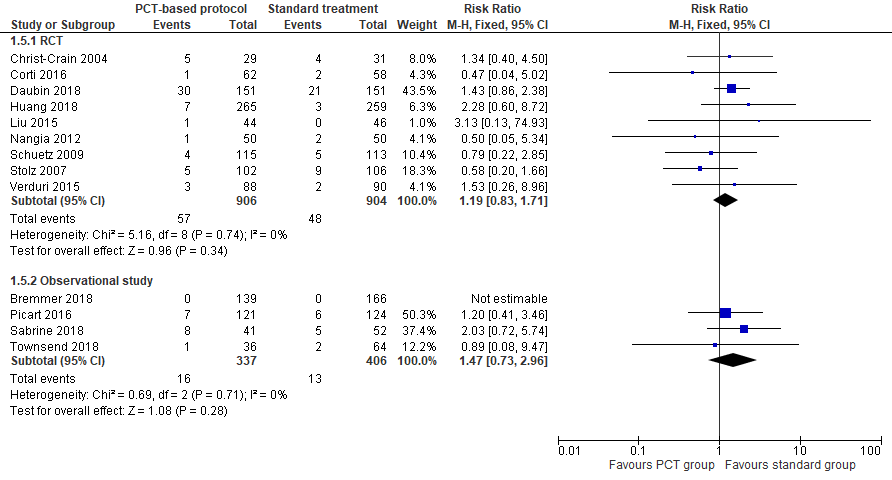 PCT-based protocol Standard treatment Risk Ratio Risk Ratio
Study or Subgroup Events Total Events Total Weight M-H, Fixed, 95% CI M-H, Fixed, 95% CI
1.5.1 RCT
Christ-Crain 2004 5 29 4 31 8.0% 1.34 [0.40, 4.50]
Corti 2016 1 62 2 58 4.3% 0.47 [0.04, 5.02]
Daubin 2018 30 151 21 151 43.5% 1.43 [0.86, 2.38]
Huang 2018 7 265 3 259 6.3% 2.28 [0.60, 8.72]
Liu 2015 1 44 0 46 1.0% 3.13 [0.13, 74.93]
Nangia 2012 1 50 2 50 4.1% 0.50 [0.05, 5.34]
Schuetz 2009 4 115 5 113 10.4% 0.79 [0.22, 2.85]
Stolz 2007 5 102 9 106 18.3% 0.58 [0.20, 1.66]
Verduri 2015 3 88 2 90 4.1% 1.53 [0.26, 8.96]
Subtotal (95% CI) 906 904 100.0% 1.19 [0.83, 1.71]
Total events 57 48
Heterogeneity: Chi² = 5.16, df = 8 (P = 0.74); I² = 0%
Test for overall effect: Z = 0.96 (P = 0.34)
1.5.2 Observational study
Bremmer 2018 0 139 0 166 Not estimable
Picart 2016 7 121 6 124 50.3% 1.20 [0.41, 3.46]
Sabrine 2018 8 41 5 52 37.4% 2.03 [0.72, 5.74]
Townsend 2018 1 36 2 64 12.2% 0.89 [0.08, 9.47]
Subtotal (95% CI) 337 406 100.0% 1.47 [0.73, 2.96]
Total events 16 13
Heterogeneity: Chi² = 0.69, df = 2 (P = 0.71); I² = 0%
Test for overall effect: Z = 1.08 (P = 0.28)
0.01 0.1 1 10 100
Favours PCT group Favours standard group